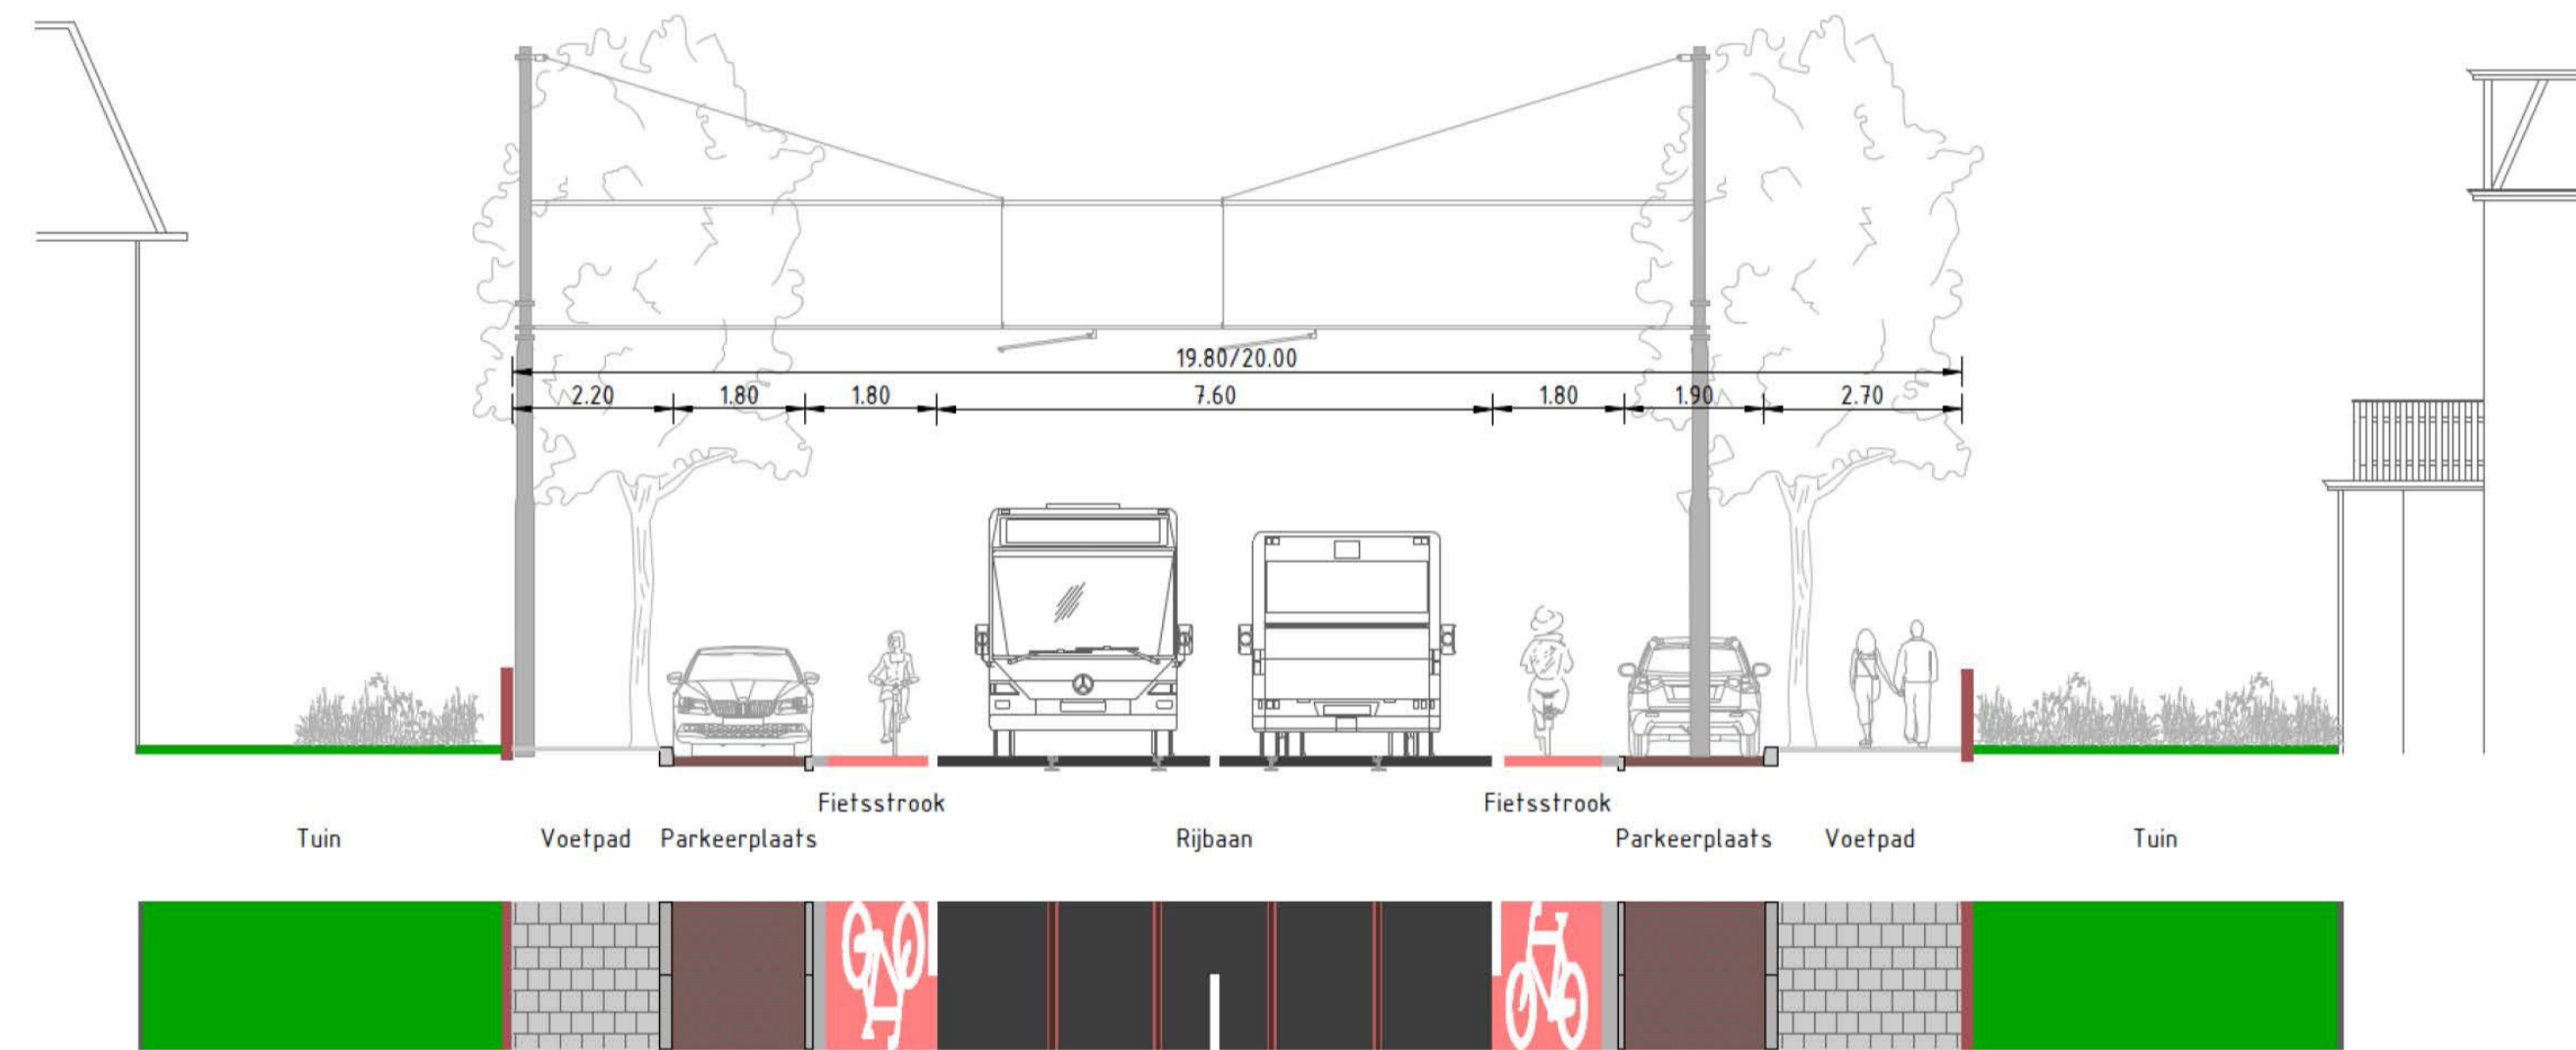 19.80/20.00
2.20 1.80 1.80 7.60 1.80 1.90 2.70
Fietsstrook Fietsstrook
Tuin Voetpad Parkeerplaats Rijbaan Parkeerplaats Voetpad Tuin